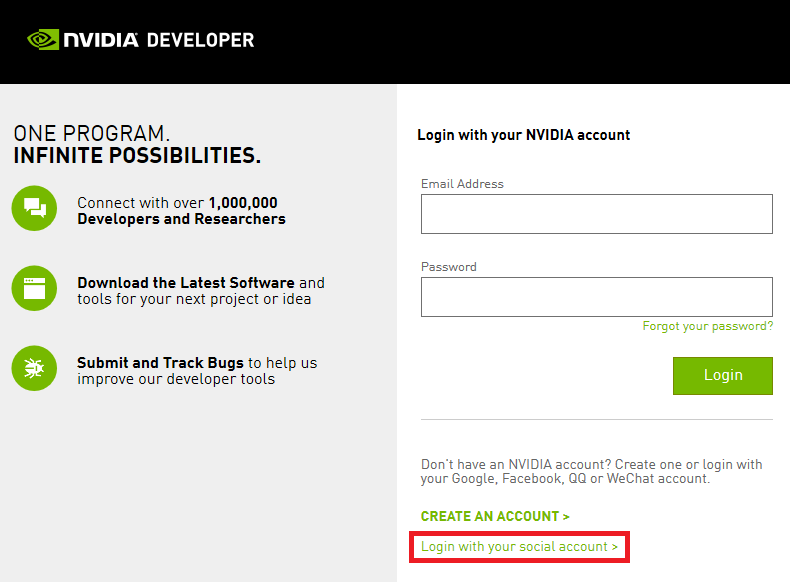 NVIDIA DEVELOPER
ONE PROGRAM.
INFINITE POSSIBILITIES.
Connect with over 1,000,000
Developers and Researchers
Download the Latest Software and
tools for your next project or idea
Submit and Track Bugs to help us
improve our developer tools
Login with your NVIDIA account
Email Address
Password
Forgot your password?
Login
Don't have an NVIDIA account? Create one or login with
your Google, Facebook, QQ or WeChat account.
CREATE AN ACCOUNT >
Login with your social account >